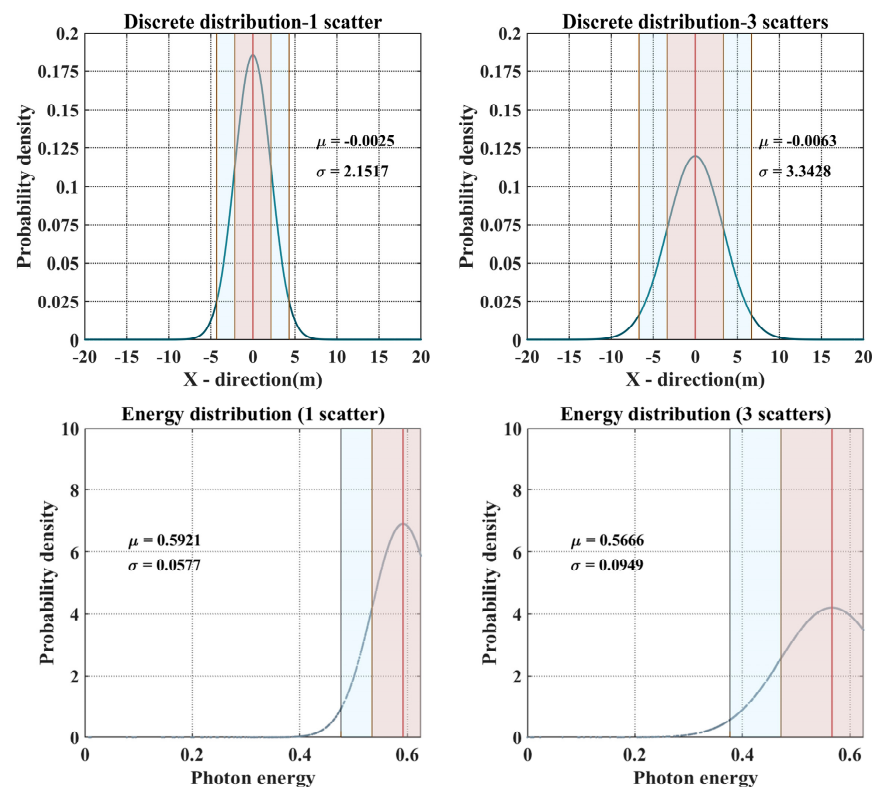 Discrete distribution-1 scatter
0.2
0.175
0.15
0.125
0.1
0.075
0.05
0.025
0
Probability density
μ = -0.0025
σ = 2.1517
-20 -15 -10 -5 0 5 10 15 20
X - direction(m)
Discrete distribution-3 scatters
0.2
0.175
0.15
0.125
0.1
0.075
0.05
0.025
0
Probability density
μ = -0.0063
σ = 3.3428
-20 -15 -10 -5 0 5 10 15 20
X - direction(m)
Energy distribution (1 scatter)
10
8
6
4
2
0
Probability density
μ = 0.5921
σ = 0.0577
0 0.2 0.4 0.6
Photon energy
Energy distribution (3 scatters)
10
8
6
4
2
0
Probability density
μ = 0.5666
σ = 0.0949
0 0.2 0.4 0.6
Photon energy